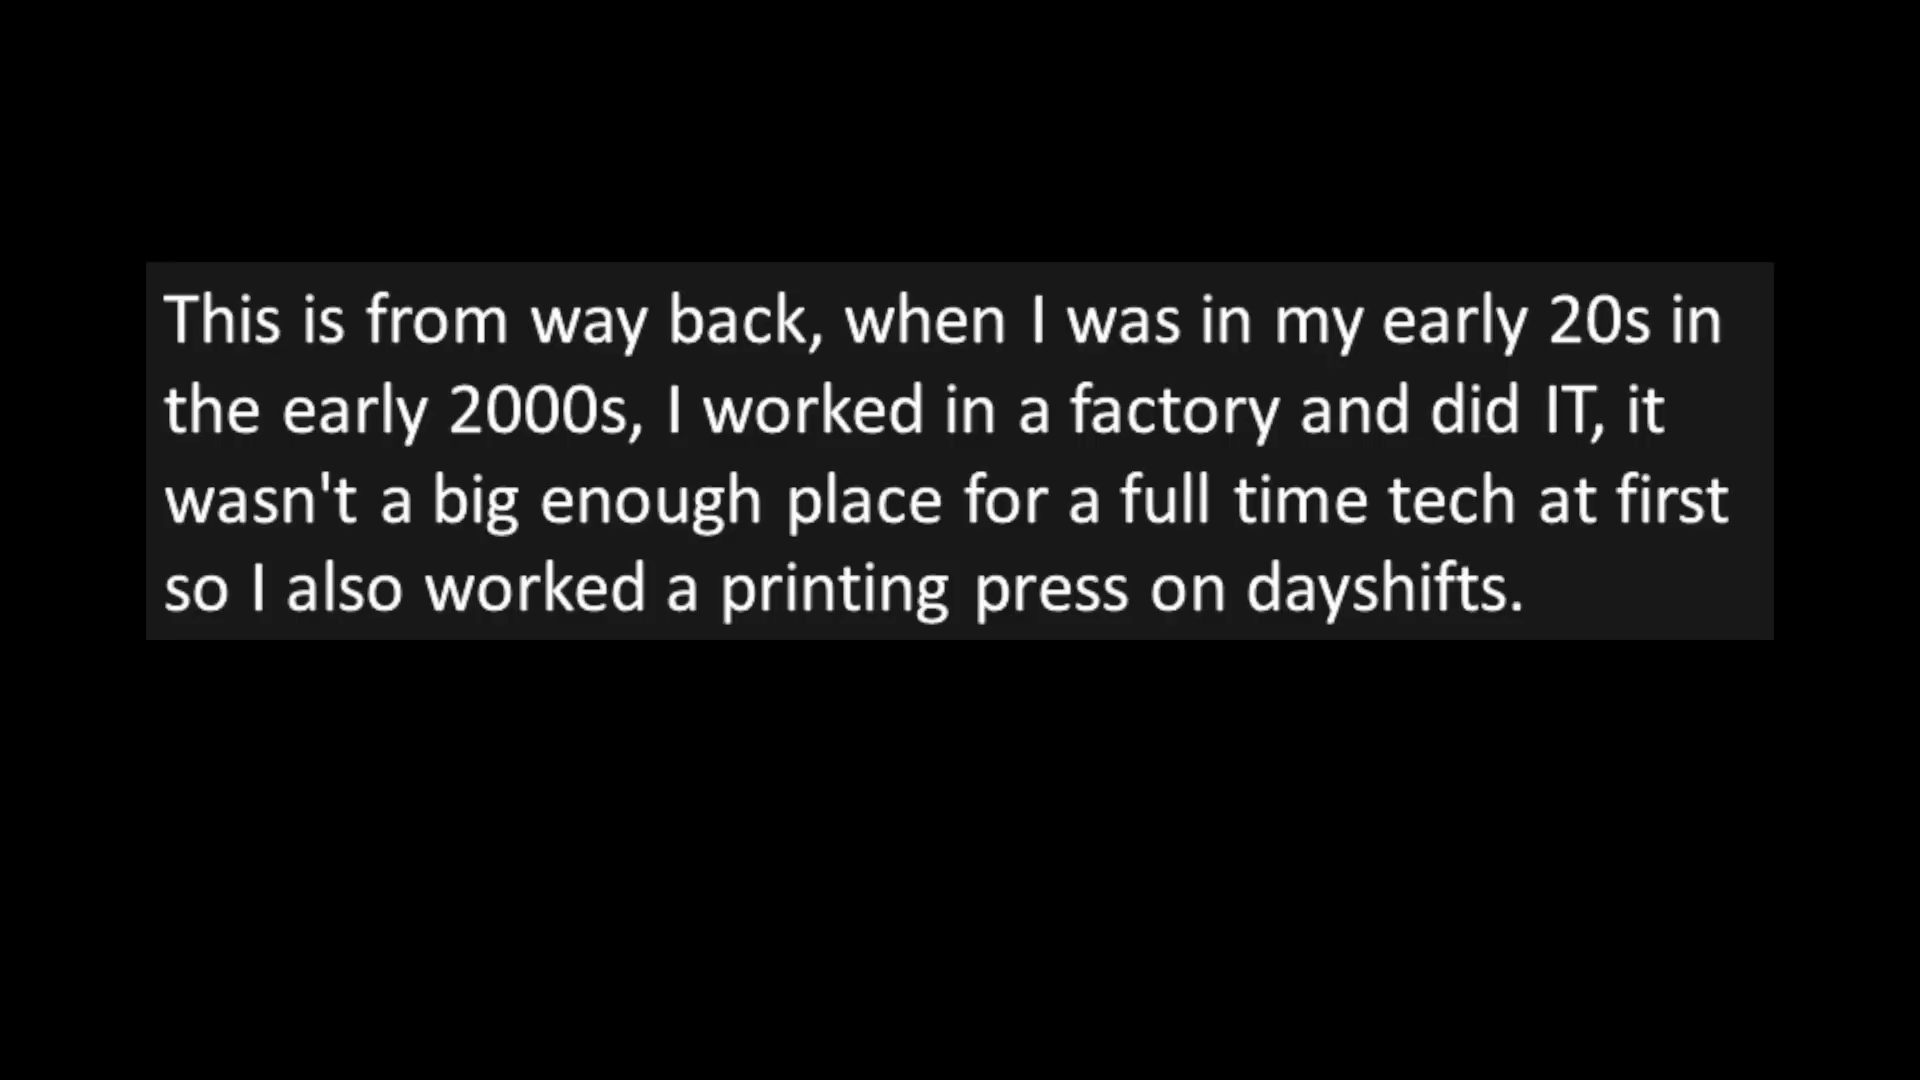 This is from way back, when I was in my early 20s in
the early 2000s, I worked in a factory and did IT, it
wasn't a big enough place for a full time tech at first
so I also worked a printing press on dayshifts.